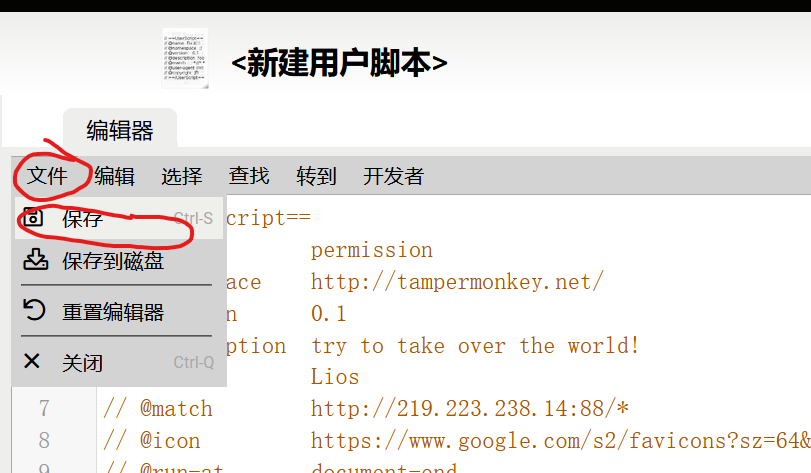 <新建用户脚本>
编辑器
文件 编辑 选择 查找 转到 开发者
保存 Ctrl-S cript==
permission
保存到磁盘 ace http://tampermonkey.net/
n 0.1
重置编辑器
ption try to take over the world!
关闭 Ctrl-Q
Lios
7 // @match http://219.223.238.14:88/*
8 // @icon https://www.google.com/s2/favicons?sz=64&
9 // @run-at document-end